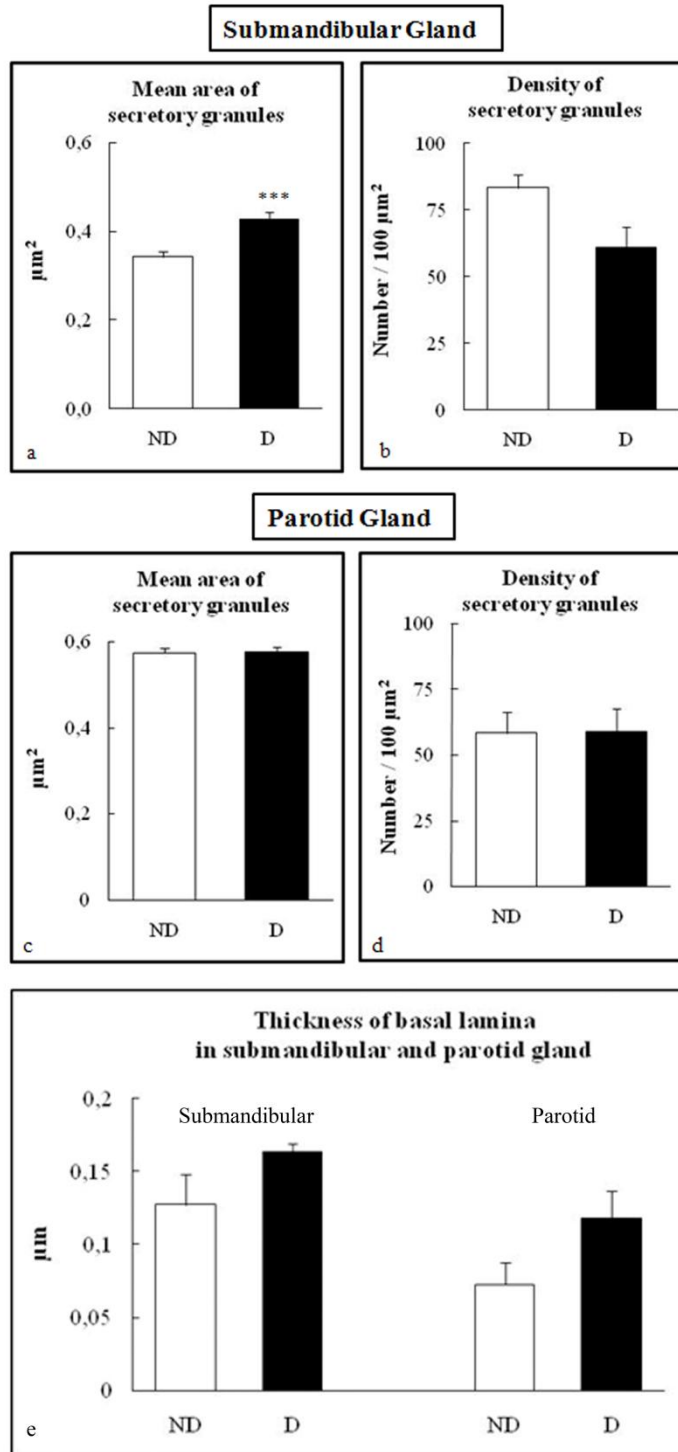 Submandibular Gland
Mean area of
secretory granules
0,6
0,4
0,2
0,0
µm²
***
ND D
a
Density of
secretory granules
100
75
50
25
0
Number / 100 µm²
ND D
b
Parotid Gland
Mean area of
secretory granules
0,6
0,4
0,2
0
µm²
ND D
c
Density of
secretory granules
100
75
50
25
0
Number / 100 µm²
ND D
d
Thickness of basal lamina
in submandibular and parotid gland
0,2
0,15
0,1
0,05
0
µm
Submandibular Parotid
ND D ND D
e